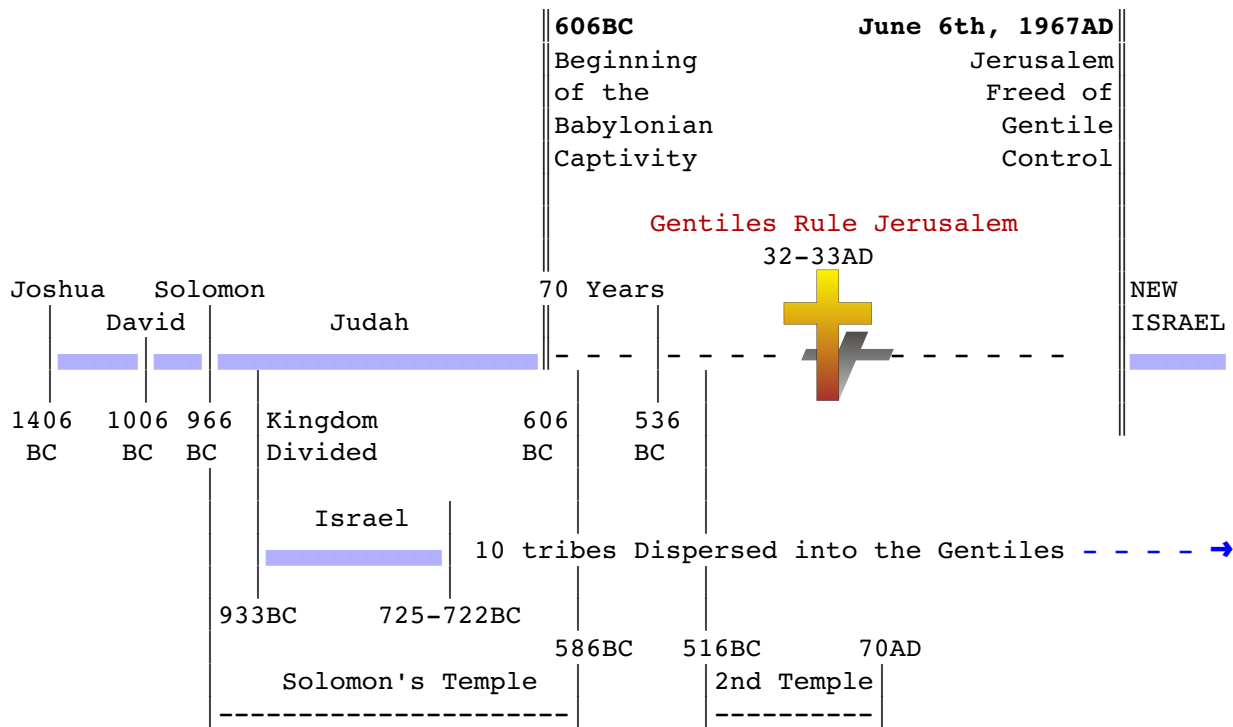 606BC June 6th, 1967AD
Beginning Jerusalem
of the Freed of
Babylonian Gentile
Captivity Control
Gentiles Rule Jerusalem
32-33AD
Joshua Solomon 70 Years NEW
David Judah ISRAEL
1406 1006 966 Kingdom 606 536
BC BC BC Divided BC BC
Israel
10 tribes Dispersed into the Gentiles
933BC 725-722BC
586BC 516BC 70AD
Solomon's Temple 2nd Temple